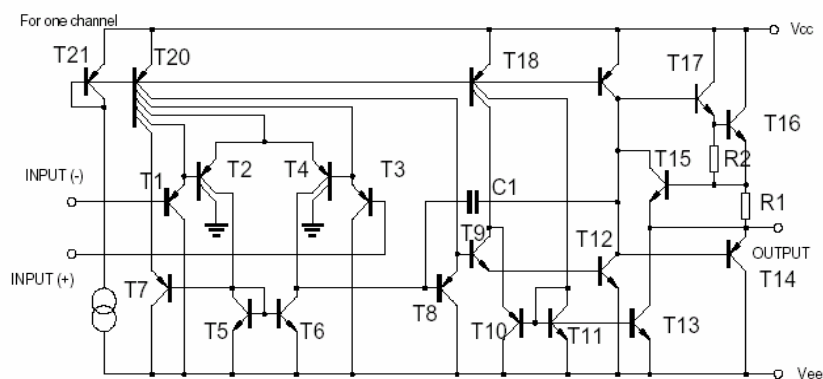 For one channel
Vcc
T21
T20
T18
T17
T16
T15
R2
R1
T2
T4
T3
C1
INPUT (-)
T1
T9
T12
OUTPUT
INPUT (+)
T7
T8
T14
T5
T6
T10
T11
T13
Vee